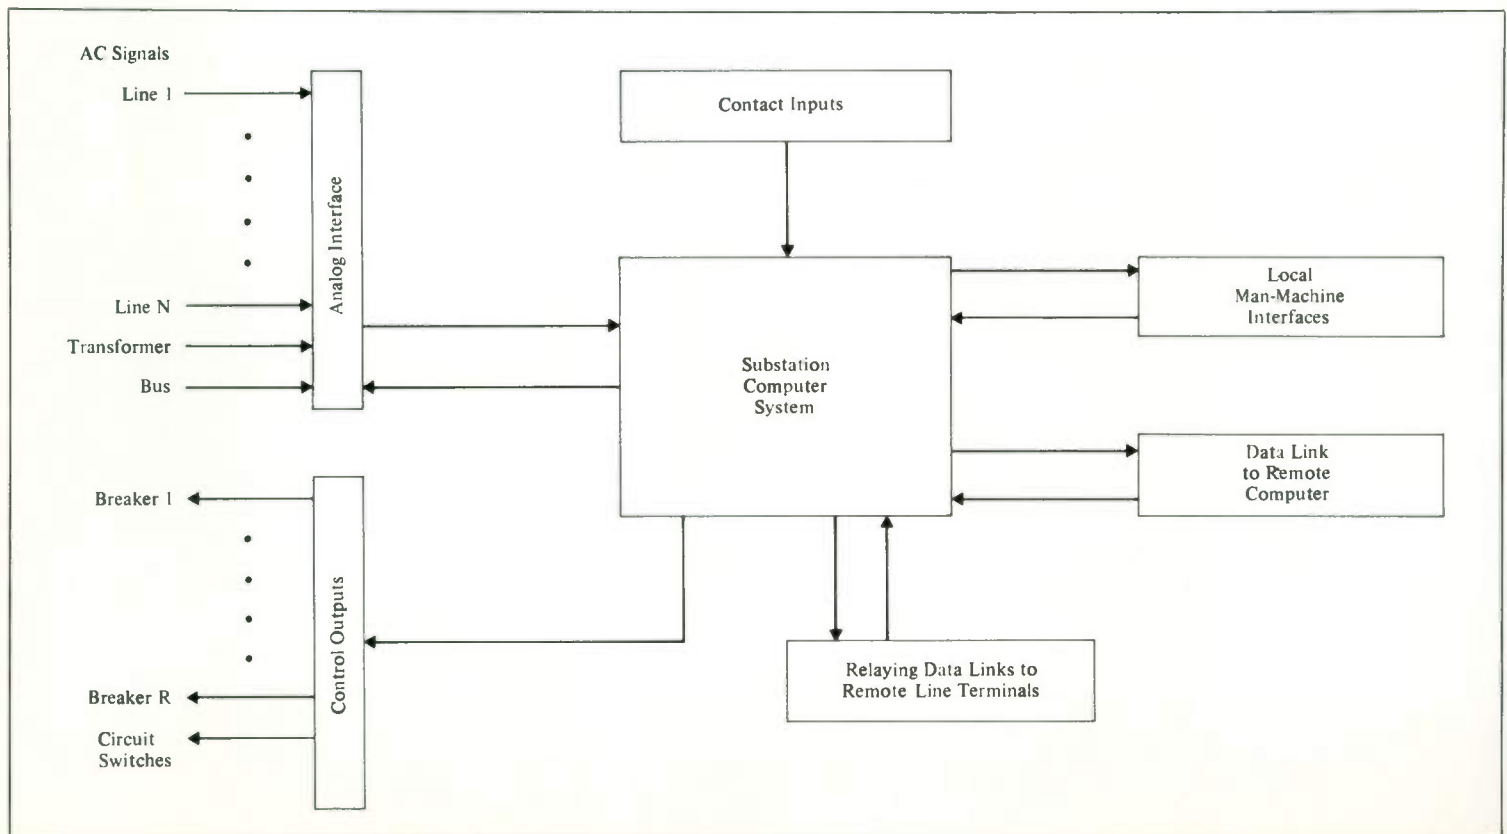 AC Signals
Line 1
Line N
Transformer
Bus
Analog Interface
Contact Inputs
Substation
Computer
System
Local
Man-Machine
Interfaces
Data Link
to Remote
Computer
Breaker 1
Breaker R
Circuit
Switches
Control Outputs
Relaying Data Links to
Remote Line Terminals